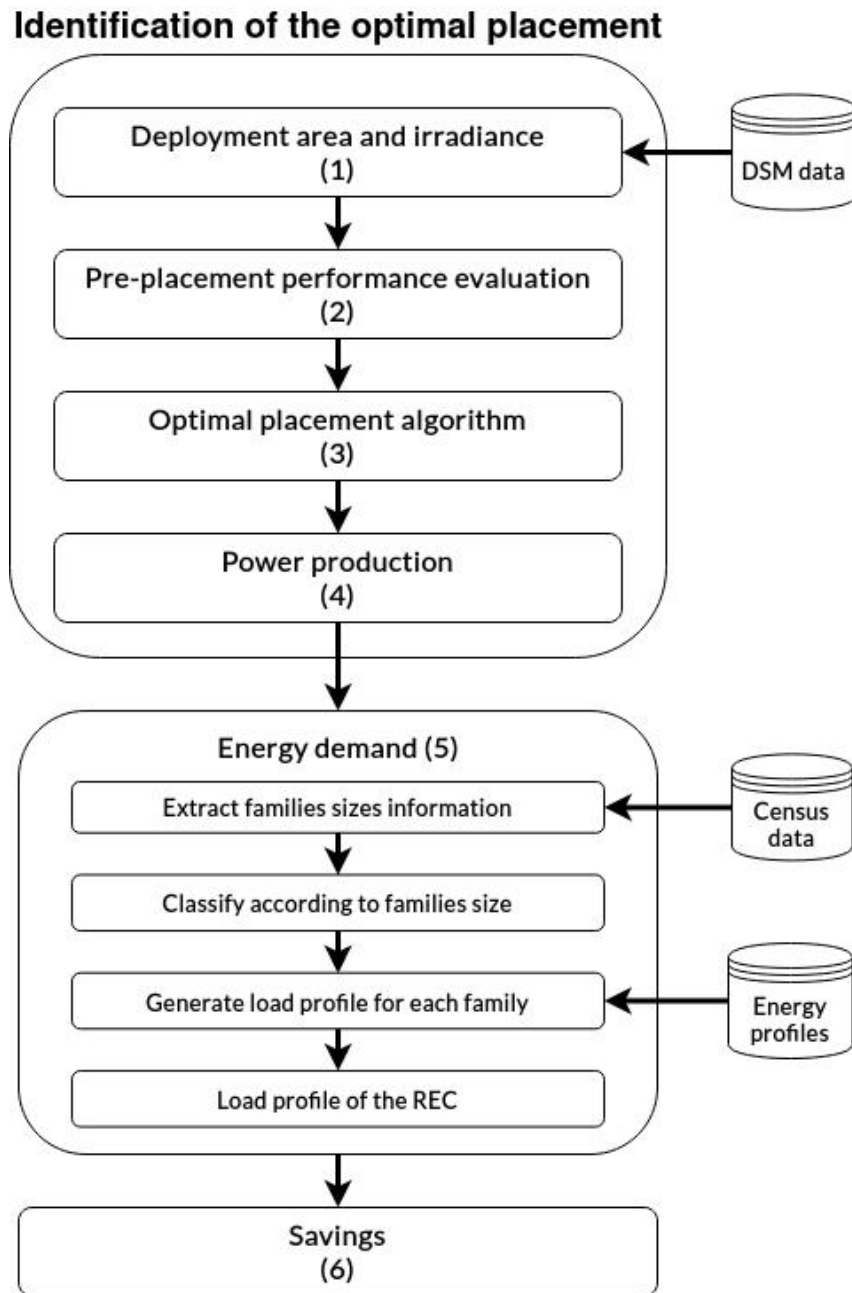 Identification of the optimal placement
Deployment area and irradiance
(1)
DSM data
Pre-placement performance evaluation
(2)
Optimal placement algorithm
(3)
Power production
(4)
Energy demand (5)
Extract families sizes information
Census
data
Classify according to families size
Generate load profile for each family
Energy
profiles
Load profile of the REC
Savings
(6)